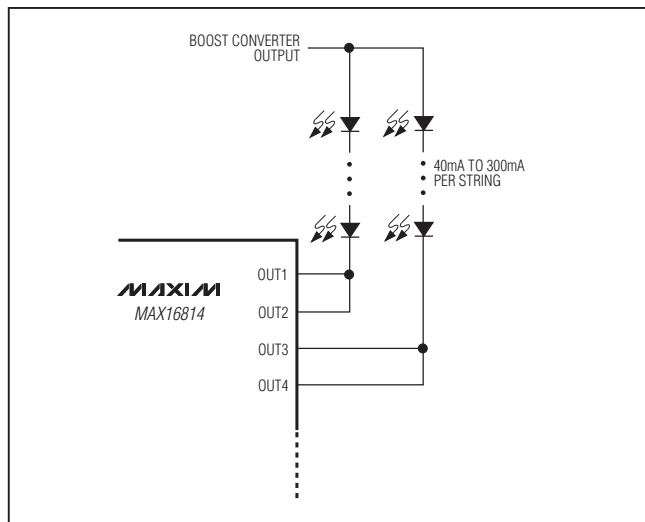 BOOST CONVERTER
OUTPUT
40mA TO 300mA
PER STRING
OUT1
MAXIM
MAX16814
OUT2
OUT3
OUT4